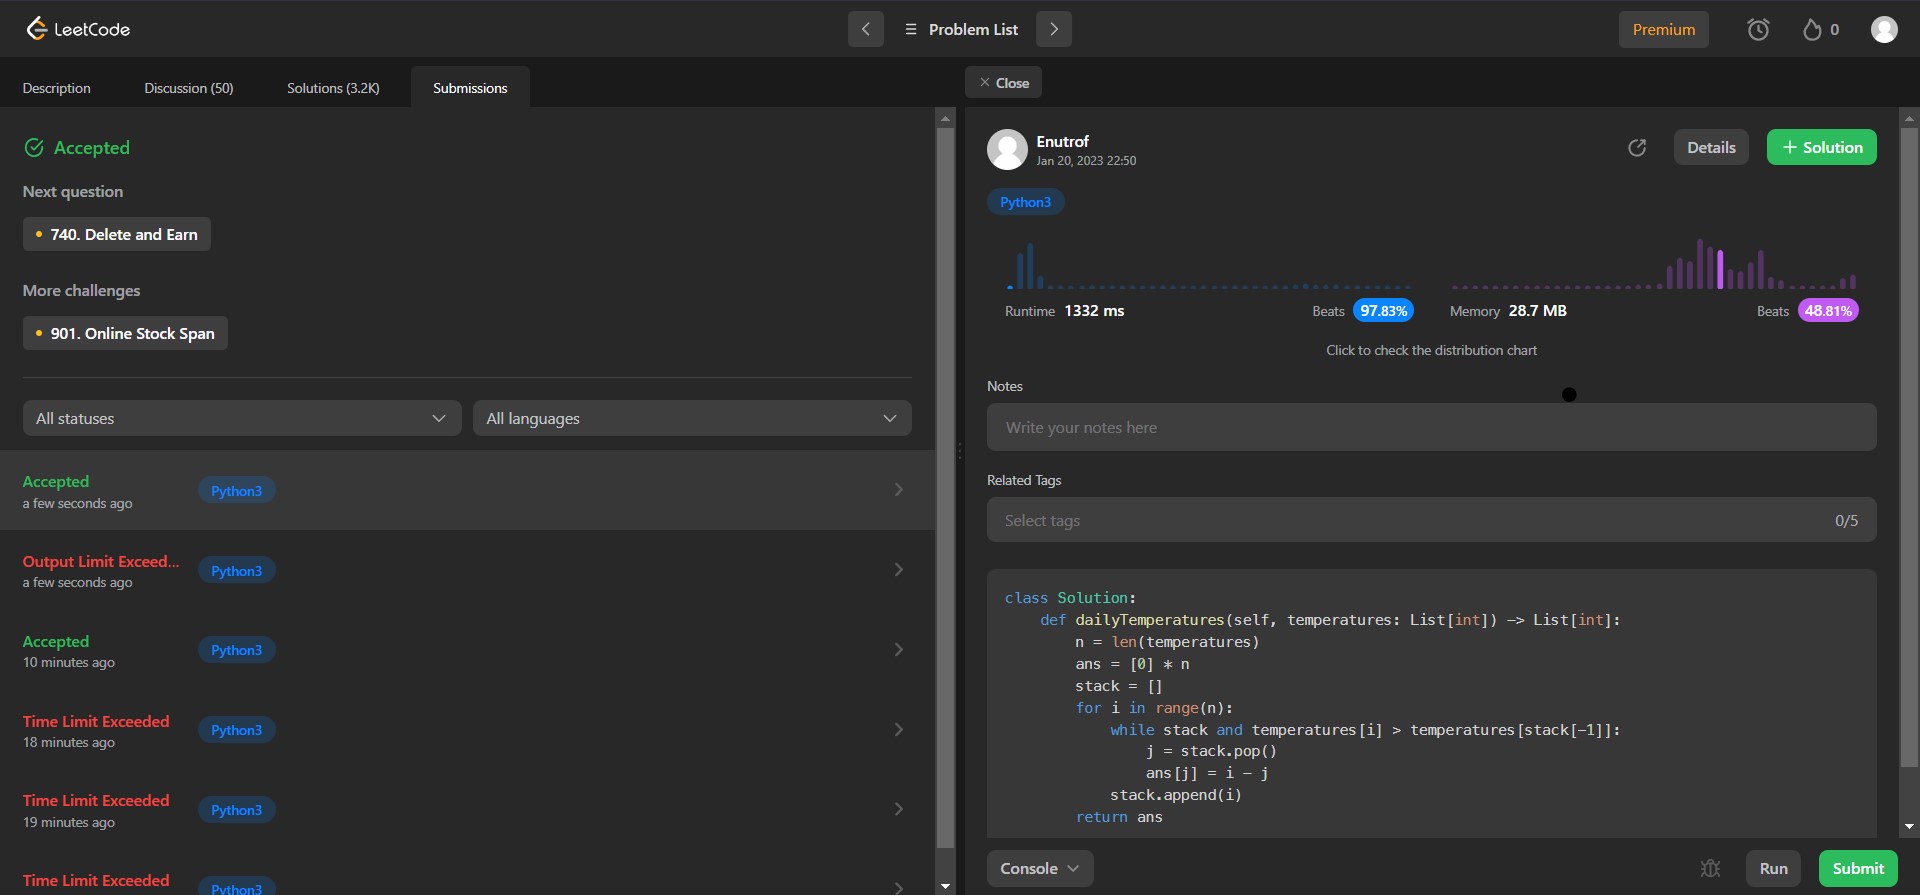 LeetCode
Problem List
Premium
0
Description
Discussion (50)
Solutions (3.2K)
Submissions
Close
Accepted
Next question
740. Delete and Earn
More challenges
901. Online Stock Span
All statuses
All languages
Accepted
a few seconds ago
Python3
Output Limit Exceed...
a few seconds ago
Python3
Accepted
10 minutes ago
Python3
Time Limit Exceeded
18 minutes ago
Python3
Time Limit Exceeded
19 minutes ago
Python3
Time Limit Exceeded
Python3
Enutrof
Jan 20, 2023 22:50
Details
+ Solution
Python3
Runtime 1332 ms
Beats 97.83%
Memory 28.7 MB
Beats 48.81%
Click to check the distribution chart
Notes
Write your notes here
Related Tags
Select tags
0/5
class Solution:
    def dailyTemperatures(self, temperatures: List[int]) -> List[int]:
        n = len(temperatures)
        ans = [0] * n
        stack = []
        for i in range(n):
            while stack and temperatures[i] > temperatures[stack[-1]]:
                j = stack.pop()
                ans[j] = i - j
            stack.append(i)
        return ans
Console
Run
Submit